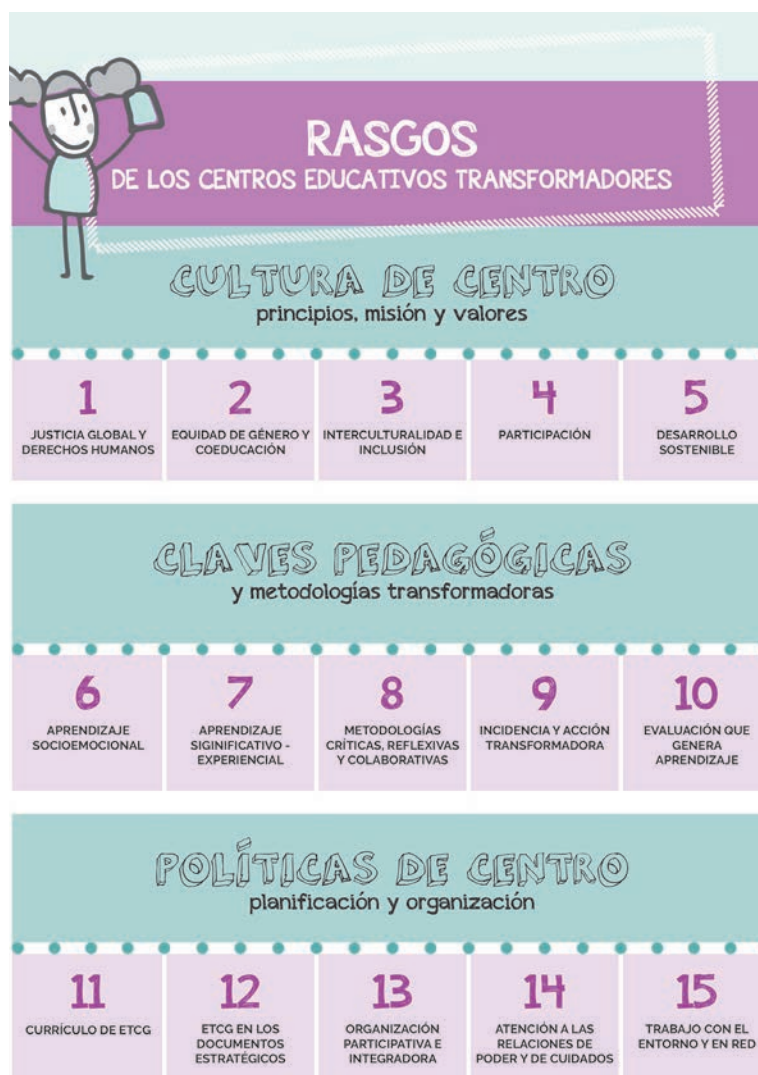 RASGOS
DE LOS CENTROS EDUCATIVOS TRANSFORMADORES
CULTURA DE CENTRO
principios, misión y valores
1
JUSTICIA GLOBAL Y
DERECHOS HUMANOS
2
EQUIDAD DE GÉNERO Y
COEDUCACIÓN
3
INTERCULTURALIDAD E
INCLUSIÓN
4
PARTICIPACIÓN
5
DESARROLLO
SOSTENIBLE
CLAVES PEDAGÓGICAS
y metodologías transformadoras
6
APRENDIZAJE
SOCIOEMOCIONAL
7
APRENDIZAJE
SIGINIFICATIVO -
EXPERIENCIAL
8
METODOLOGÍAS
CRÍTICAS, REFLEXIVAS
Y COLABORATIVAS
9
INCIDENCIA Y ACCIÓN
TRANSFORMADORA
10
EVALUACIÓN QUE
GENERA
APRENDIZAJE
POLÍTICAS DE CENTRO
planificación y organización
11
CURRÍCULO DE ETCG
12
ETCG EN LOS
DOCUMENTOS
ESTRATÉGICOS
13
ORGANIZACIÓN
PARTICIPATIVA E
INTEGRADORA
14
ATENCIÓN A LAS
RELACIONES DE
PODER Y DE CUIDADOS
15
TRABAJO CON EL
ENTORNO Y EN RED